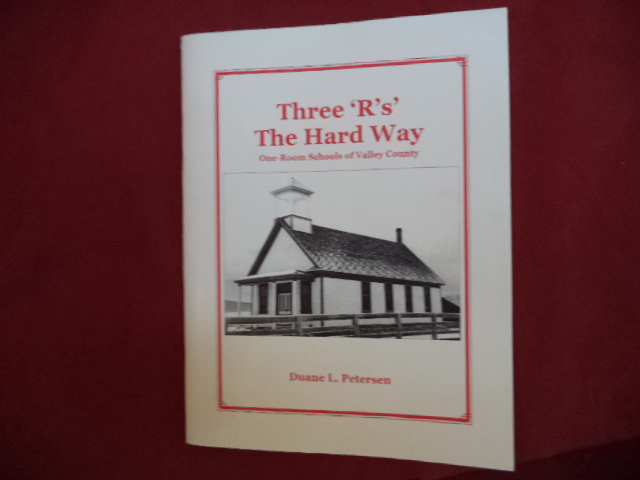 Three ‘R’s’
The Hard Way
One-Room Schools of Valley County
Duane L. Petersen